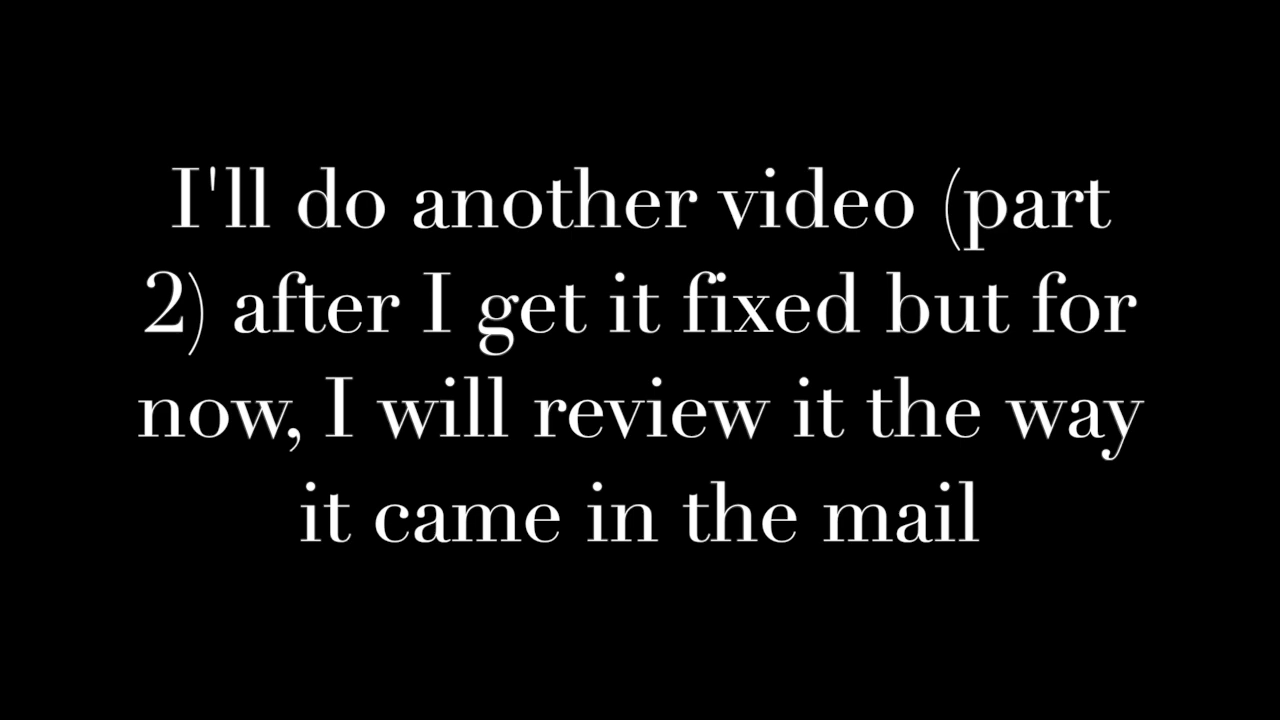 I'll do another video (part
2) after I get it fixed but for
now, I will review it the way
it came in the mail